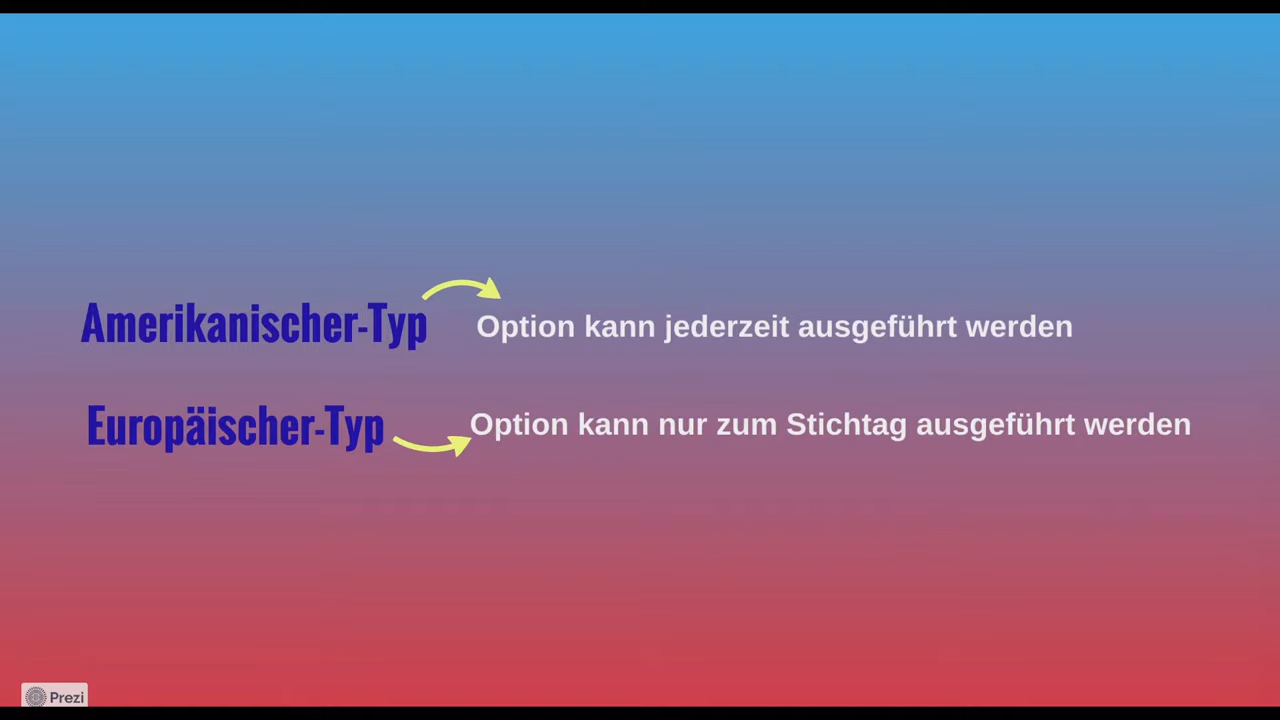 Amerikanischer-Typ Option kann jederzeit ausgeführt werden
Europäischer-Typ Option kann nur zum Stichtag ausgeführt werden
Prezi